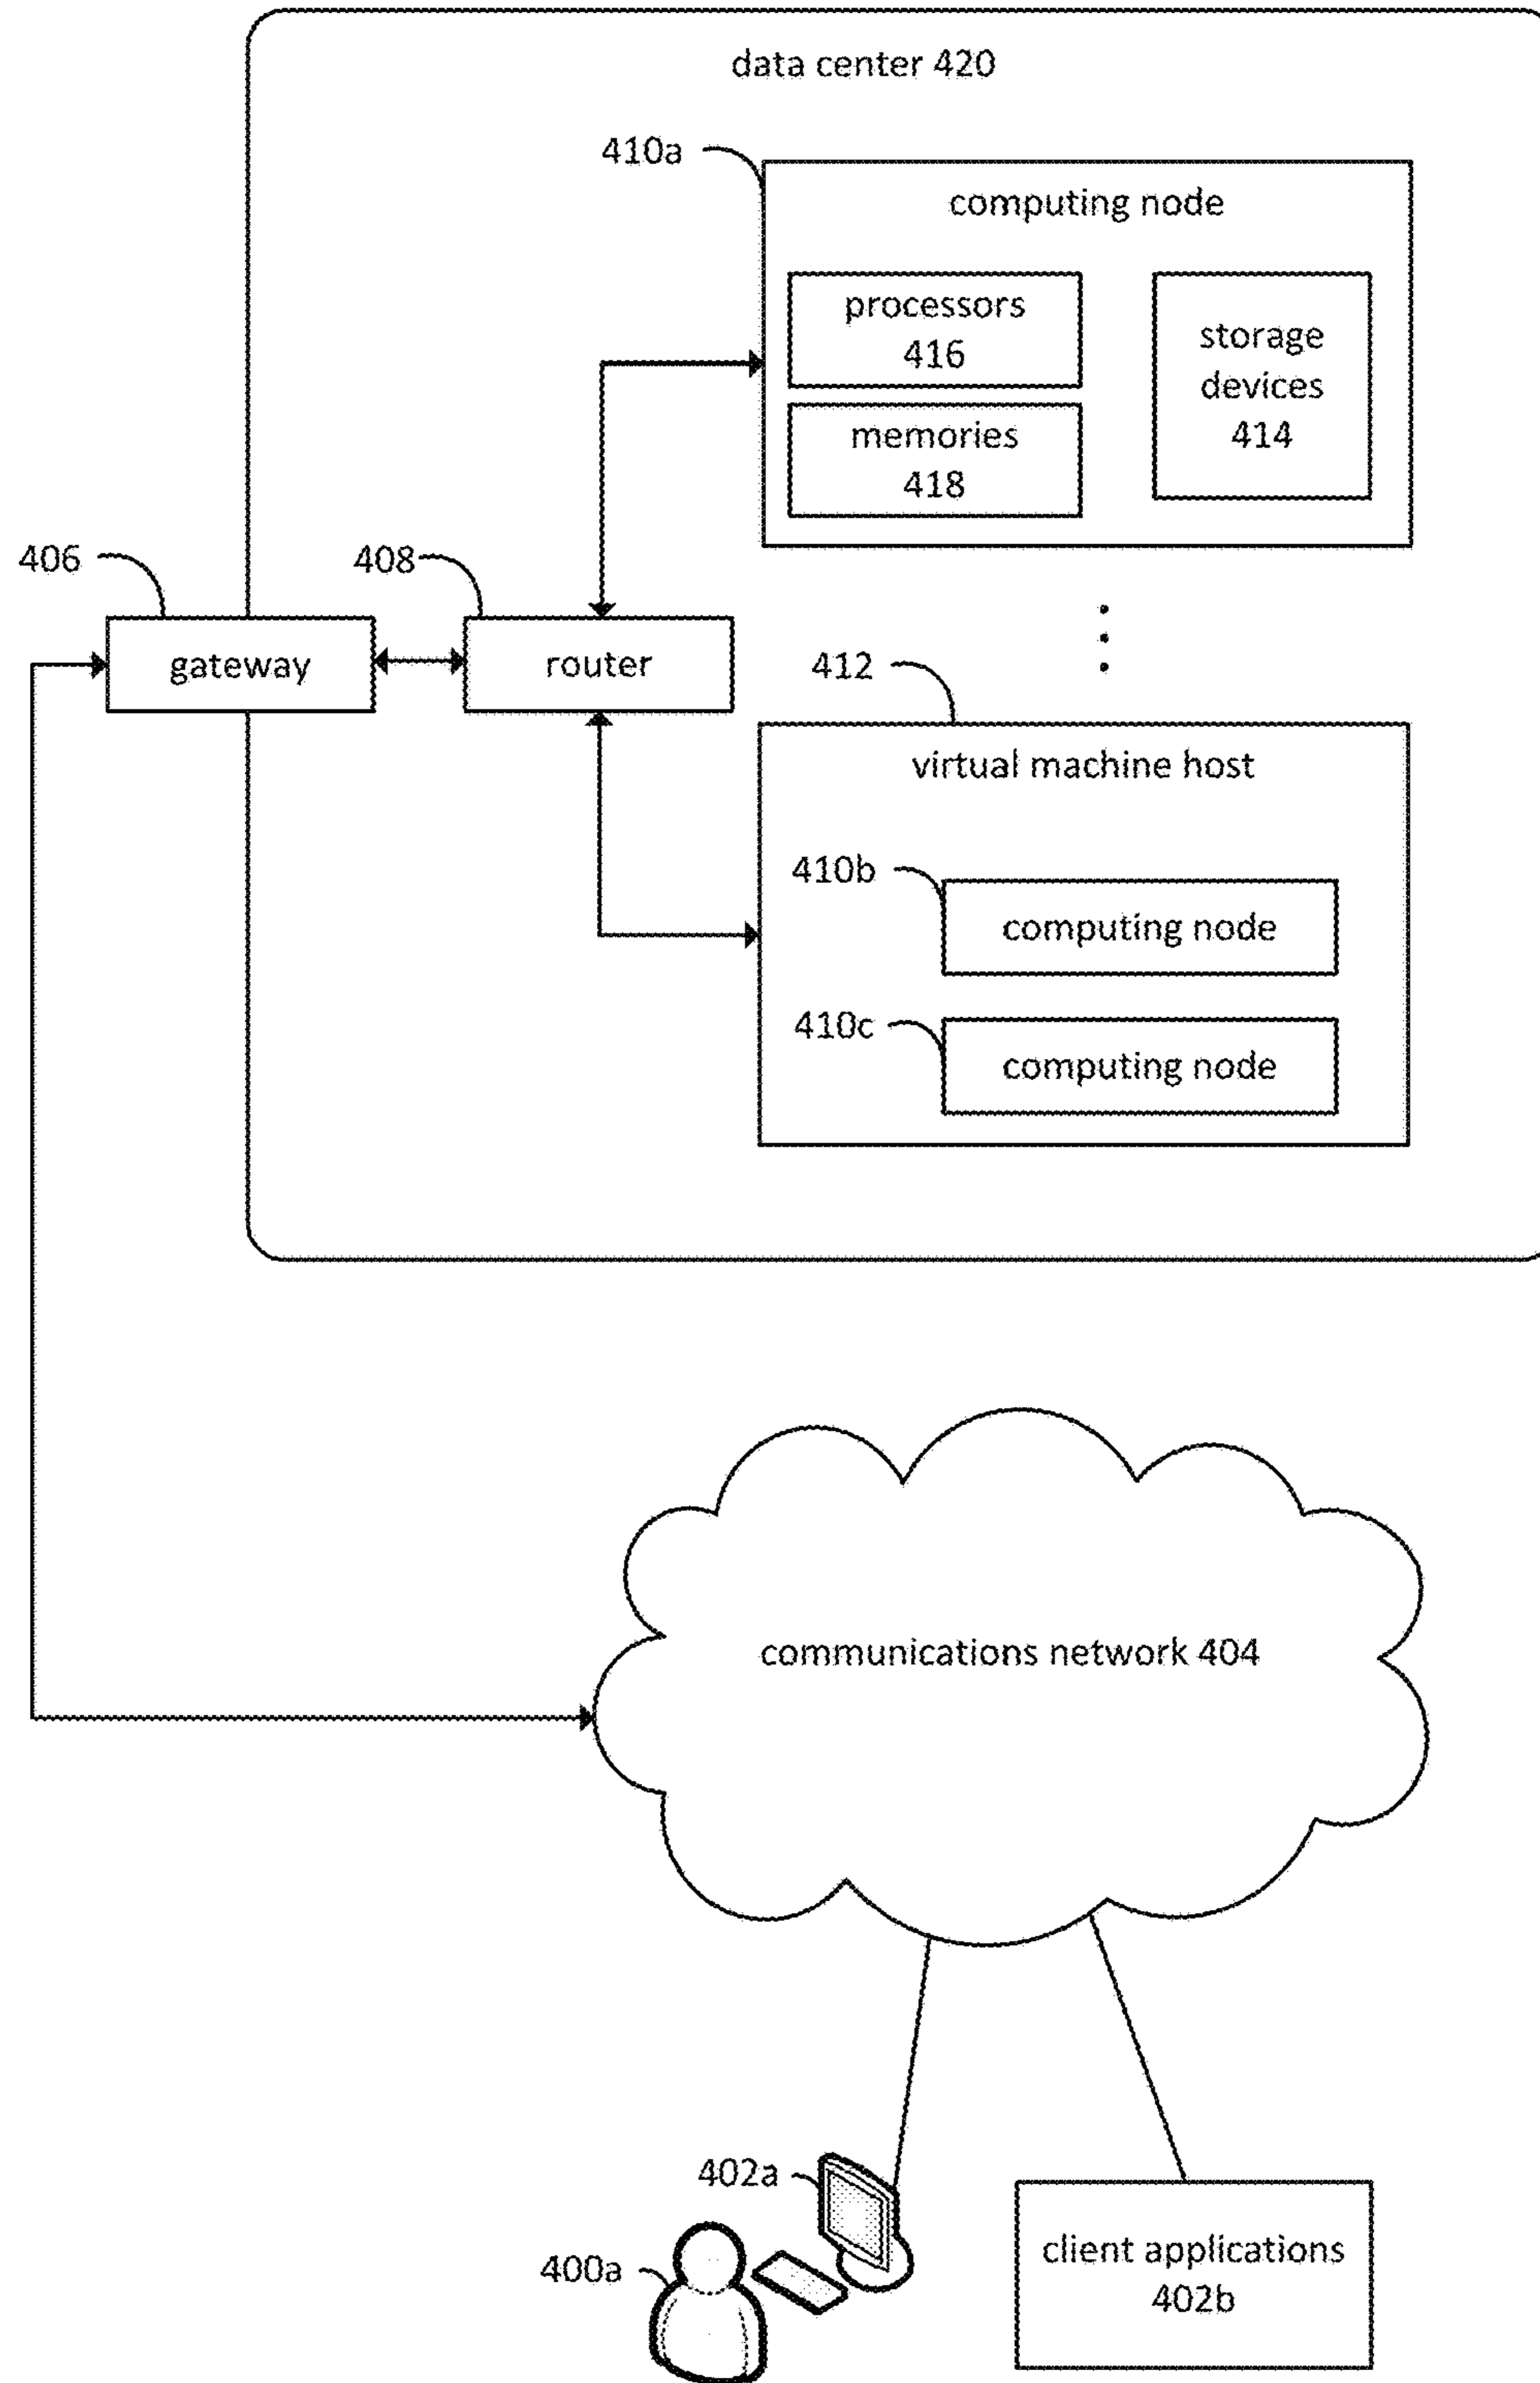 data center 420
410a
computing node
processors
416
storage
devices
414
memories
418
406
408
gateway
router
412
virtual machine host
410b
computing node
410c
computing node
communications network 404
402a
400a
client applications
402b